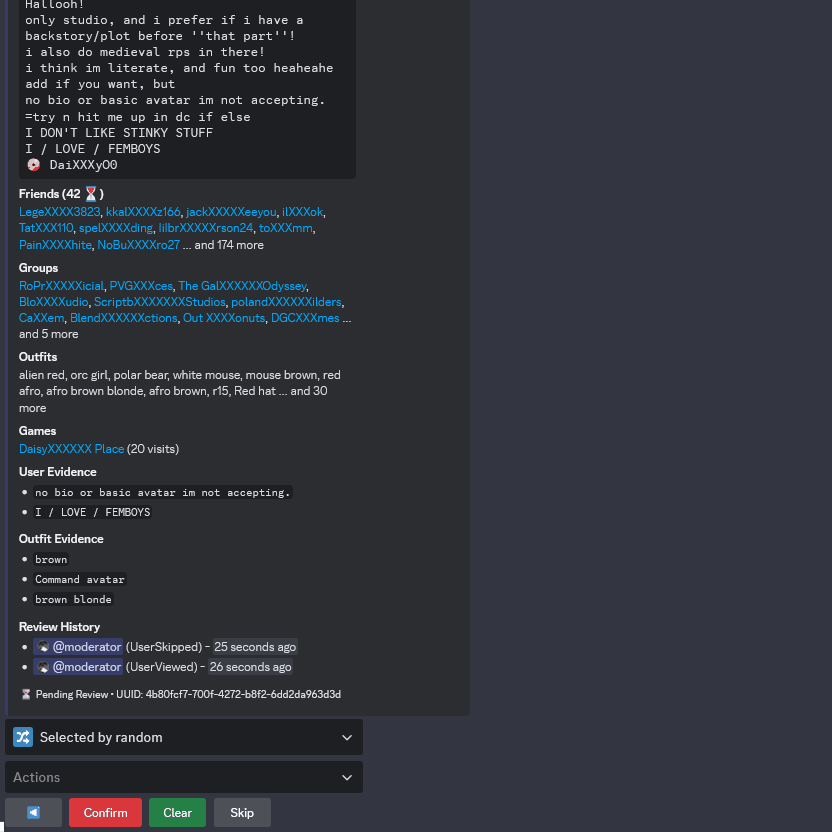 Hallooh!
only studio, and i prefer if i have a
backstory/plot before ''that part''!
i also do medieval rps in there!
i think im literate, and fun too heaheahe
add if you want, but
no bio or basic avatar im not accepting.
=try n hit me up in dc if else
I DON'T LIKE STINKY STUFF
I / LOVE / FEMBOYS
DaiXXXyO0
Friends (42 ⏳ )
LegeXXXX3823, kkalXXXXz166, jackXXXXXeeyou, ilXXXok,
TatXXX110, spelXXXXding, lilbrXXXXXrson24, toXXXmm,
PainXXXXhite, NoBuXXXXro27 ... and 174 more
Groups
RoPrXXXXXicial, PVGXXXces, The GalXXXXXXOdyssey,
BloXXXXudio, ScriptbXXXXXXXStudios, polandXXXXXXilders,
CaXXem, BlendXXXXXXctions, Out XXXXonuts, DGCXXXmes ...
and 5 more
Outfits
alien red, orc girl, polar bear, white mouse, mouse brown, red
afro, afro brown blonde, afro brown, r15, Red hat ... and 30
more
Games
DaisyXXXXXX Place (20 visits)
User Evidence
• no bio or basic avatar im not accepting.
• I / LOVE / FEMBOYS
Outfit Evidence
• brown
• Command avatar
• brown blonde
Review History
• @moderator (UserSkipped) - 25 seconds ago
• @moderator (UserViewed) - 26 seconds ago
⏳ Pending Review • UUID: 4b80fcf7-700f-4272-b8f2-6dd2da963d3d
Selected by random
Actions
Confirm
Clear
Skip